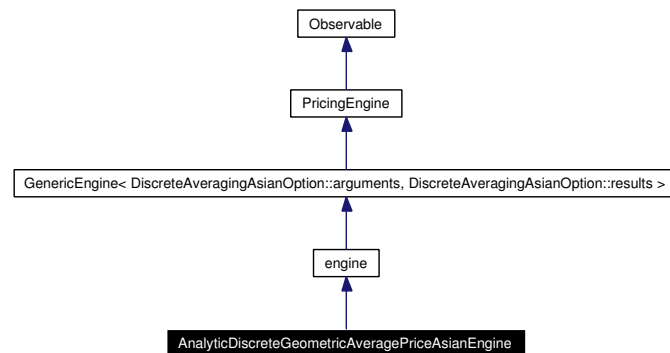 Observable
PricingEngine
GenericEngine< DiscreteAveragingAsianOption::arguments, DiscreteAveragingAsianOption::results >
engine
AnalyticDiscreteGeometricAveragePriceAsianEngine